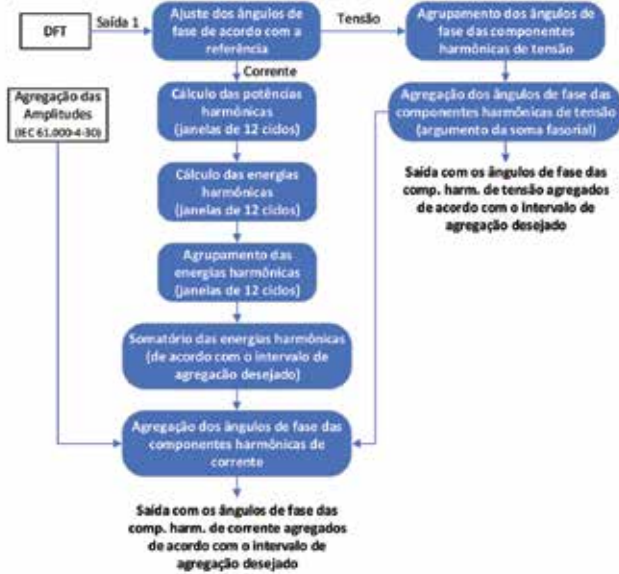 DFT
Saída 1
Ajuste dos ângulos de
fase de acordo com a
referência
Tensão
Agrupamento dos ângulos de
fase das componentes
harmônicas de tensão
Corrente
Agregação das
Amplitudes
(IEC 61.000-4-30)
Cálculo das potências
harmônicas
(janelas de 12 ciclos)
Agregação dos ângulos de fase das
componentes harmônicas de tensão
(argumento da soma fasorial)
Saída com os ângulos de fase das
comp. harm. de tensão agregados
de acordo com o intervalo de
agregação desejado
Cálculo das energias
harmônicas
(janelas de 12 ciclos)
Agrupamento das
energias harmônicas
(janelas de 12 ciclos)
Somatório das energias harmônicas
(de acordo com o intervalo de
agregação desejado)
Agregação dos ângulos de fase das
componentes harmônicas de
corrente
Saída com os ângulos de fase das
comp. harm. de corrente agregados
de acordo com o intervalo de
agregação desejado